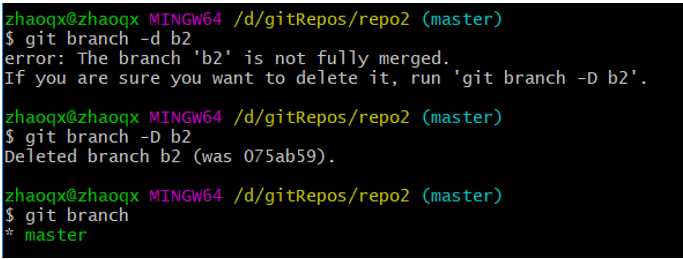 zhaoqx@zhaoqx MINGW64 /d/gitRepos/repo2 (master)
$ git branch -d b2
error: The branch 'b2' is not fully merged.
If you are sure you want to delete it, run 'git branch -D b2'.
zhaoqx@zhaoqx MINGW64 /d/gitRepos/repo2 (master)
$ git branch -D b2
Deleted branch b2 (was 075ab59).
zhaoqx@zhaoqx MINGW64 /d/gitRepos/repo2 (master)
$ git branch
* master